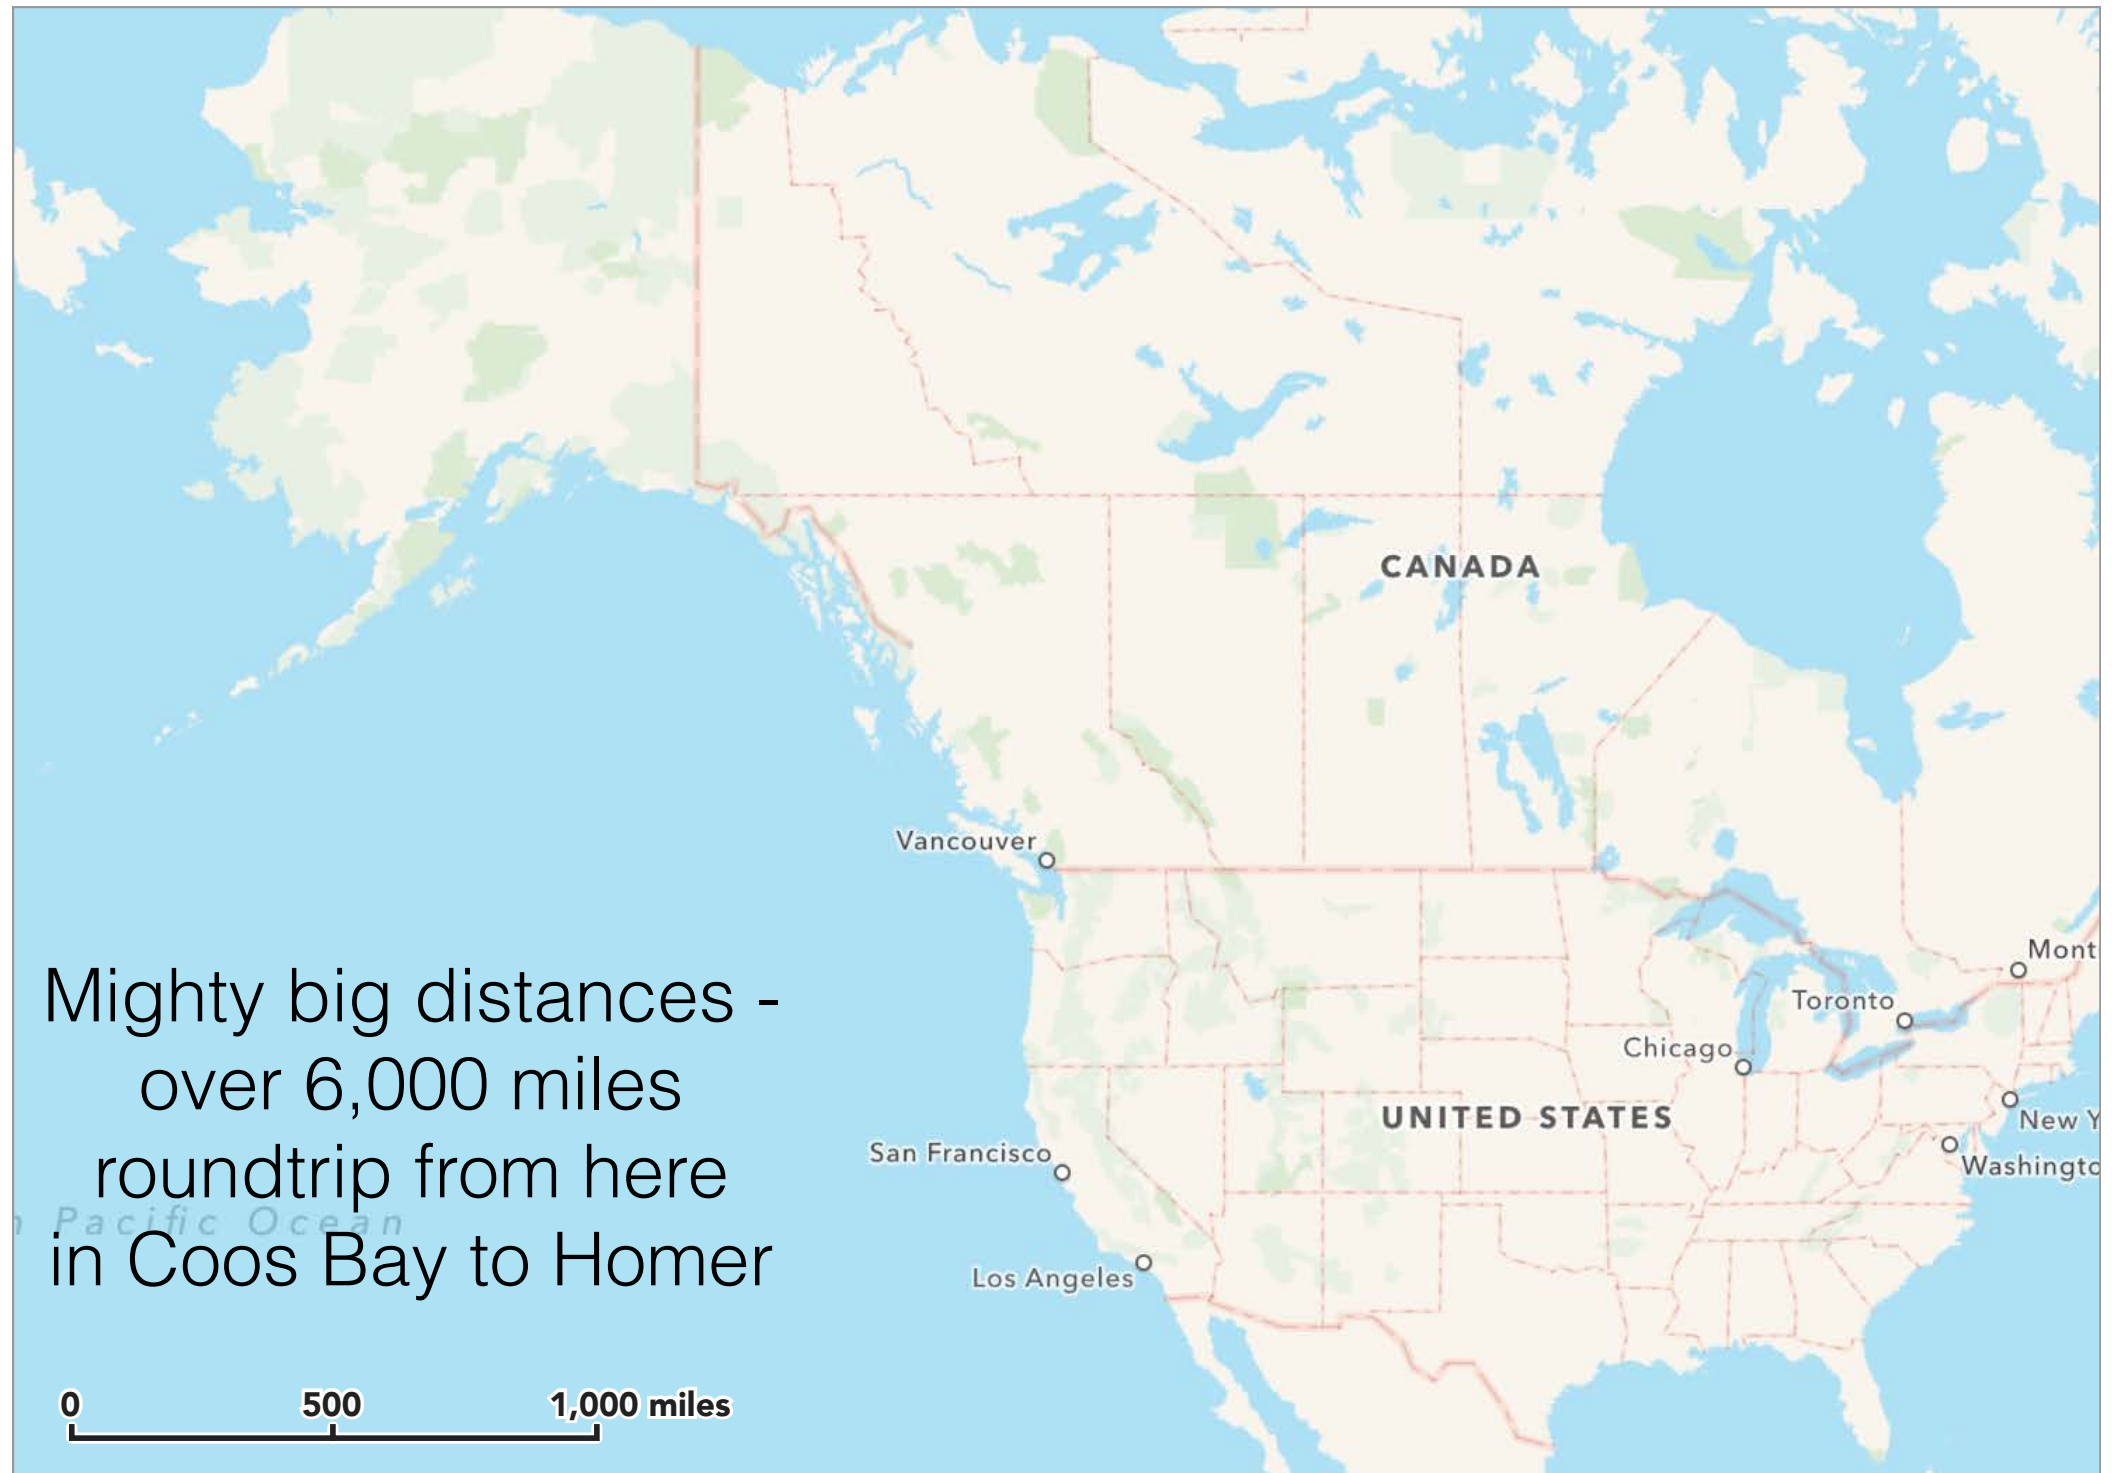 CANADA
Vancouver
Mont
Toronto
Chicago
Mighty big distances -
over 6,000 miles
roundtrip from here
in Coos Bay to Homer
UNITED STATES
New Y
San Francisco
Washingto
n Pacific Ocean
Los Angeles
0 500 1,000 miles